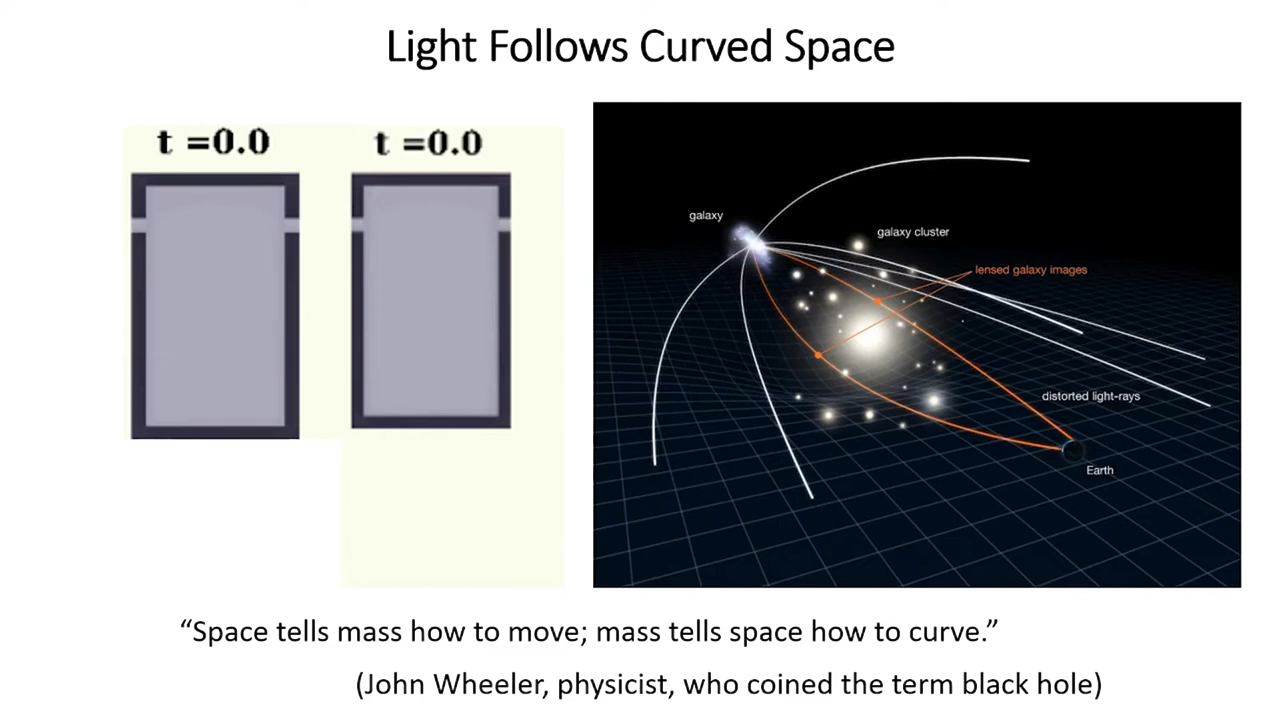 Light Follows Curved Space
t =0.0
t =0.0
galaxy
galaxy cluster
lensed galaxy images
distorted light-rays
Earth
“Space tells mass how to move; mass tells space how to curve.”
(John Wheeler, physicist, who coined the term black hole)